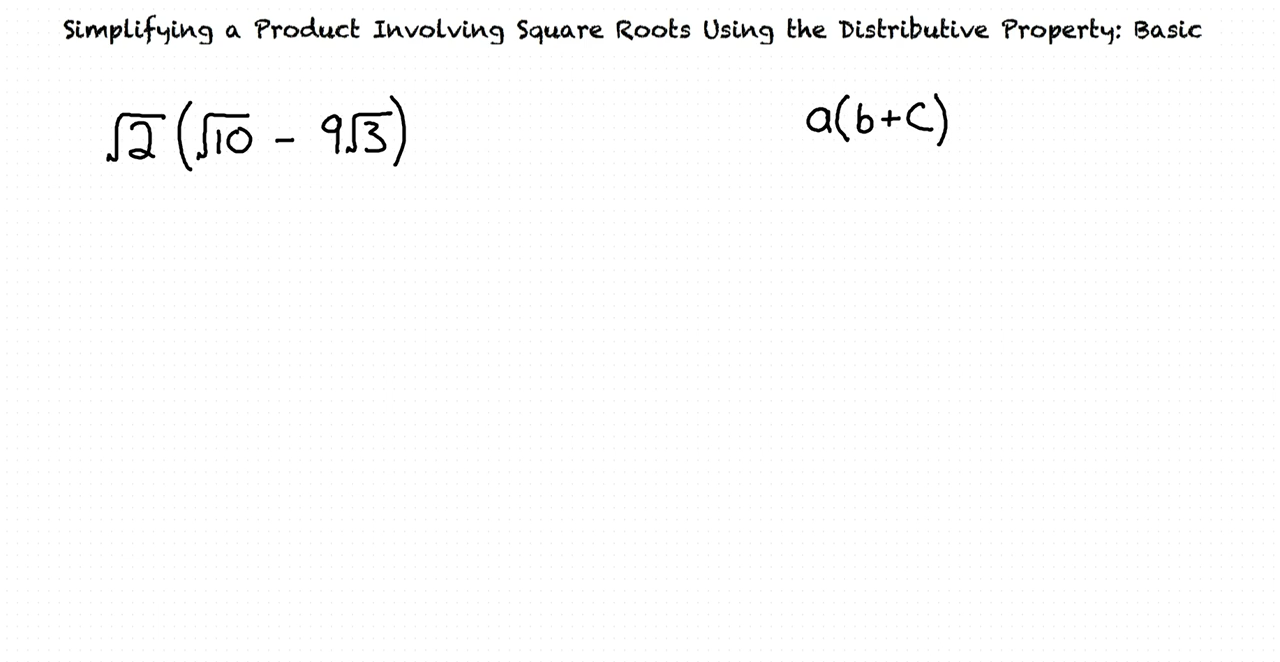 Simplifying a Product Involving Square Roots Using the Distributive Property: Basic
√2 (√10 - 9√3)
a(b+c)